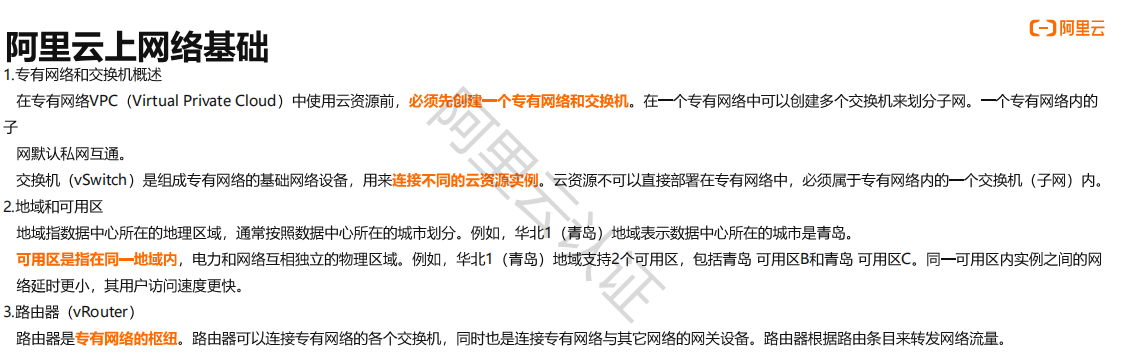 阿里云
阿里云上网络基础
1.专有网络和交换机概述
在专有网络VPC（Virtual Private Cloud）中使用云资源前，必须先创建一个专有网络和交换机。在一个专有网络中可以创建多个交换机来划分子网。一个专有网络内的
子
网默认私网互通。
交换机（vSwitch）是组成专有网络的基础网络设备，用来连接不同的云资源实例。云资源不可以直接部署在专有网络中，必须属于专有网络内的一个交换机（子网）内。
2.地域和可用区
地域指数据中心所在的地理区域，通常按照数据中心所在的城市划分。例如，华北1（青岛）地域表示数据中心所在的城市是青岛。
可用区是指在同一地域内，电力和网络互相独立的物理区域。例如，华北1（青岛）地域支持2个可用区，包括青岛 可用区B和青岛 可用区C。同一可用区内实例之间的网
络延时更小，其用户访问速度更快。
3.路由器（vRouter）
路由器是专有网络的枢纽。路由器可以连接专有网络的各个交换机，同时也是连接专有网络与其它网络的网关设备。路由器根据路由条目来转发网络流量。
阿里云认证